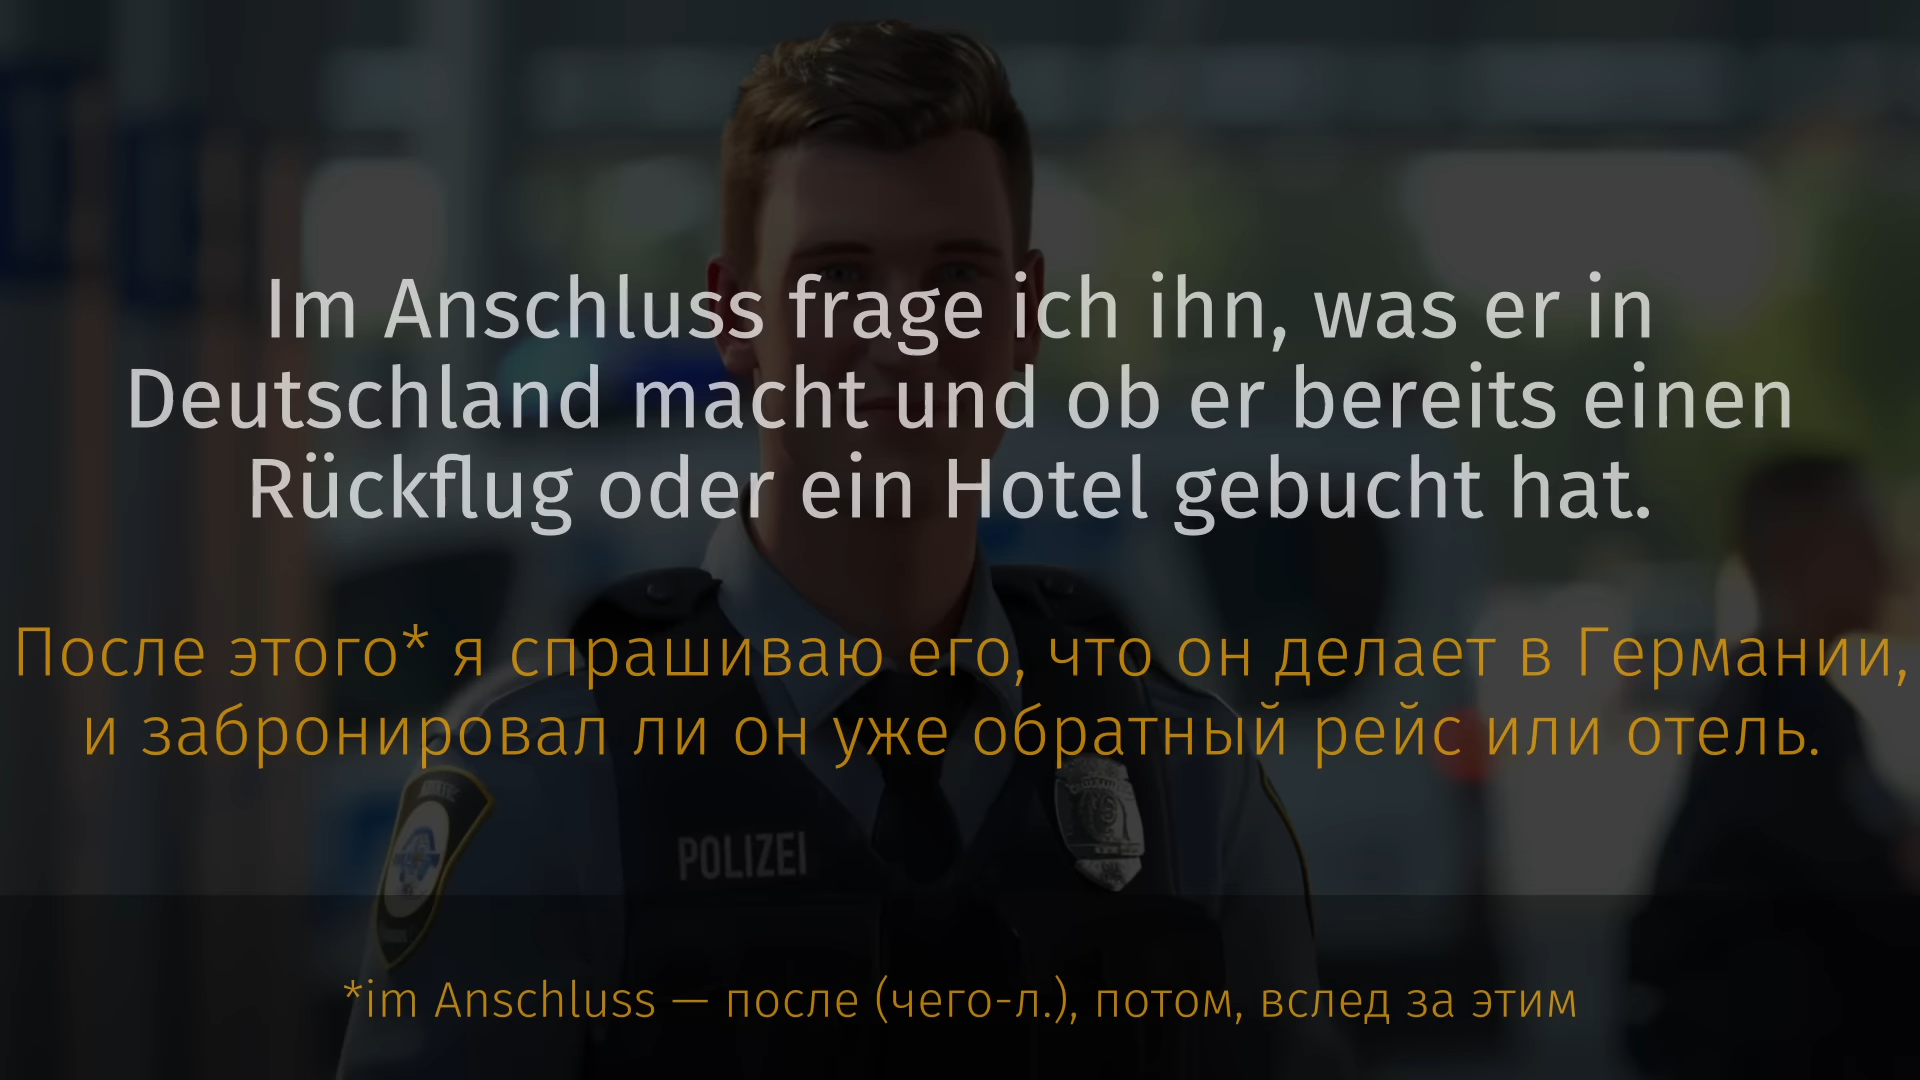 Im Anschluss frage ich ihn, was er in
Deutschland macht und ob er bereits einen
Rückflug oder ein Hotel gebucht hat.
После этого* я спрашиваю его, что он делает в Германии,
и забронировал ли он уже обратный рейс или отель.
POLIZEI
*im Anschluss — после (чего-л.), потом, вслед за этим